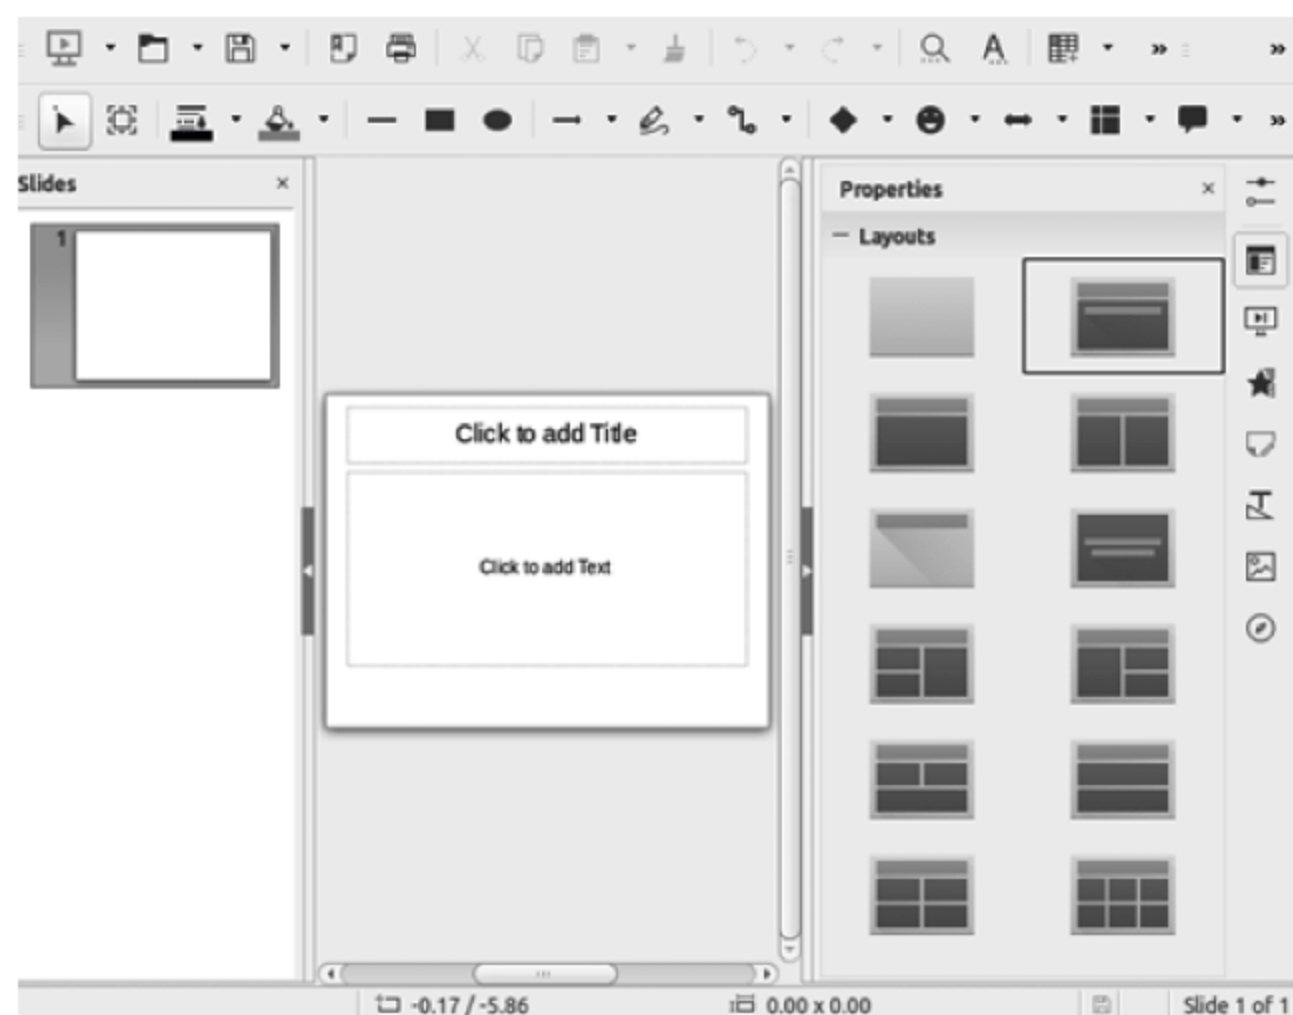 Slides
1
Properties
Layouts
Click to add Title
Click to add Text
-0.17 / -5.86
0.00 x 0.00
Slide 1 of 1